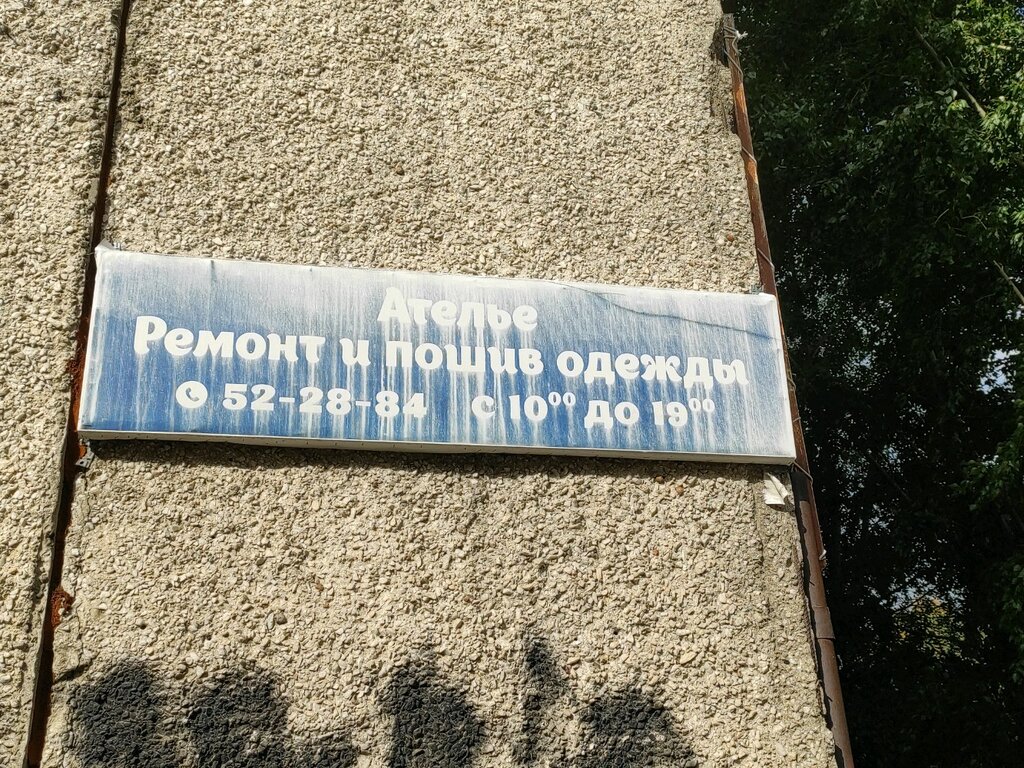 Ателье
Ремонт и пошив одежды
52-28-84 с 10⁰⁰ до 19⁰⁰